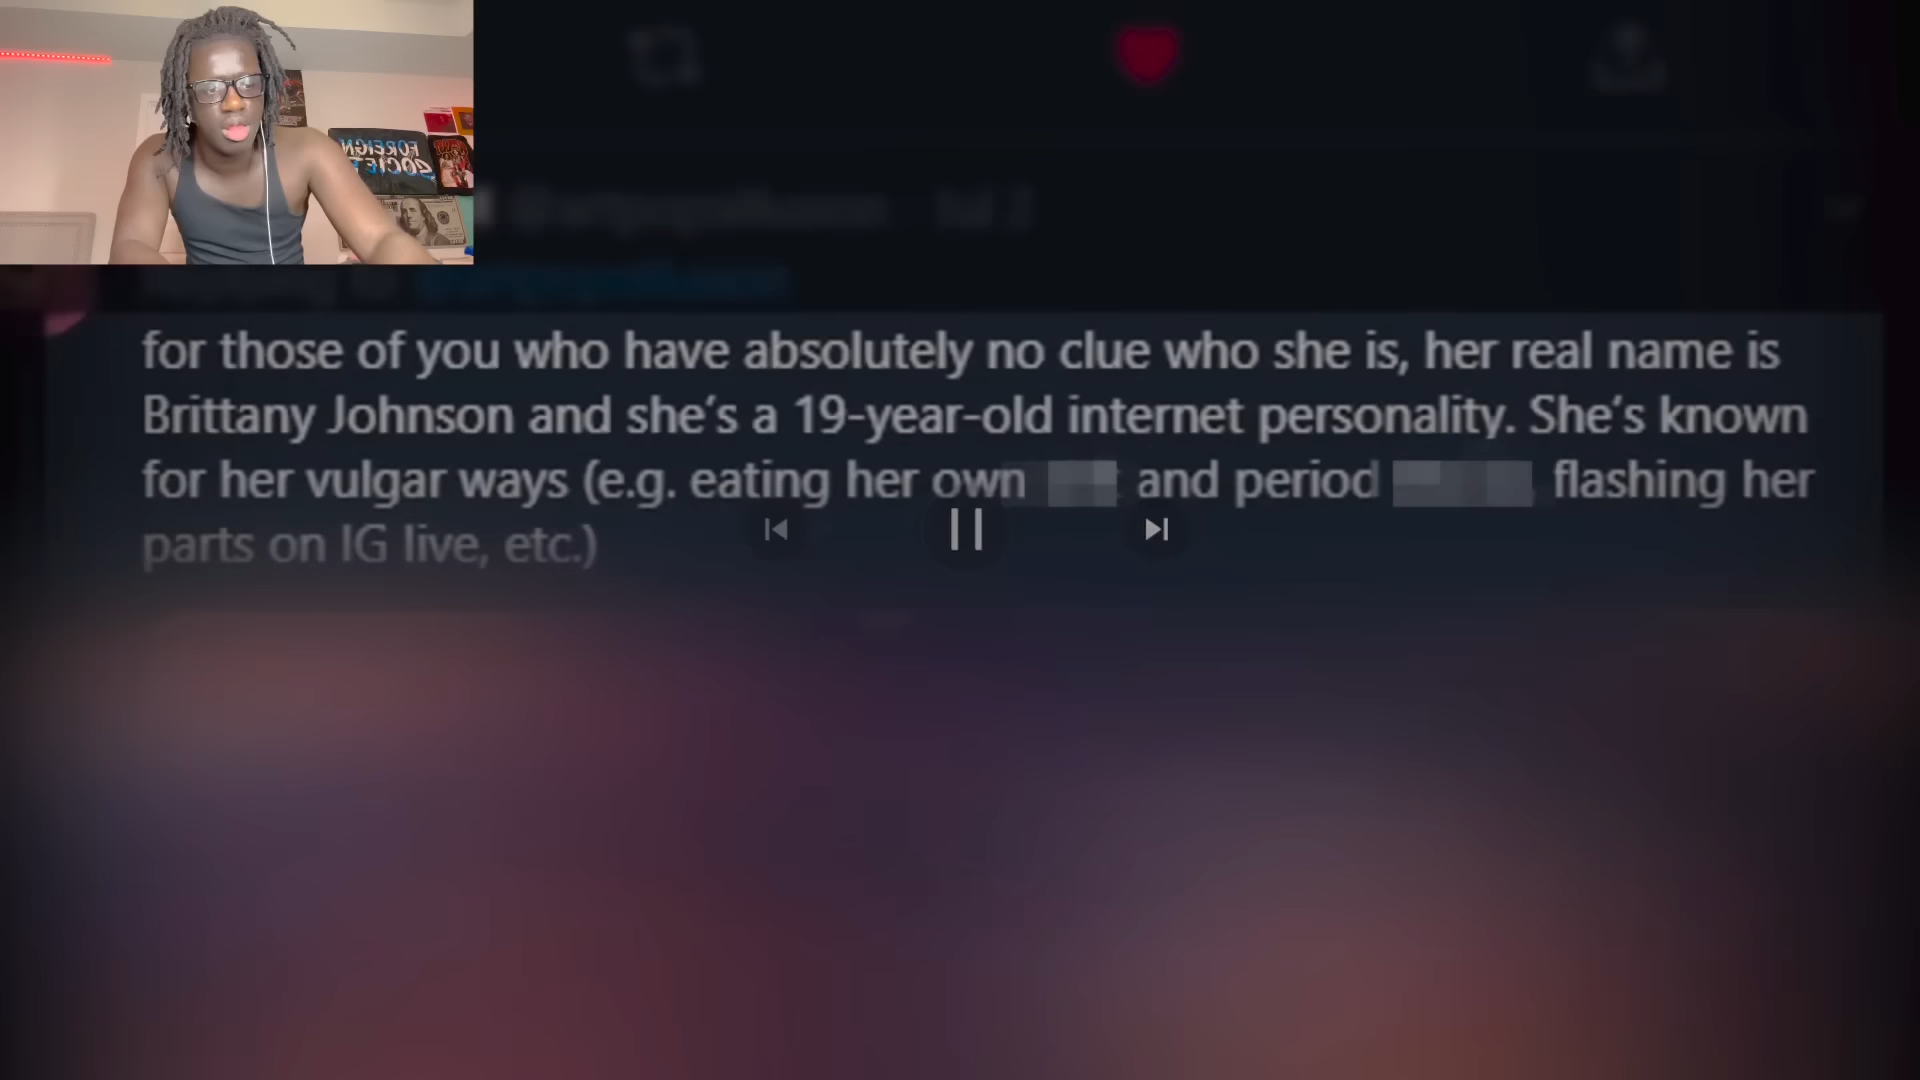 FOREIGN
SOCIET
for those of you who have absolutely no clue who she is, her real name is
Brittany Johnson and she's a 19-year-old internet personality. She's known
for her vulgar ways (e.g. eating her own and period flashing her
parts on IG live, etc.)